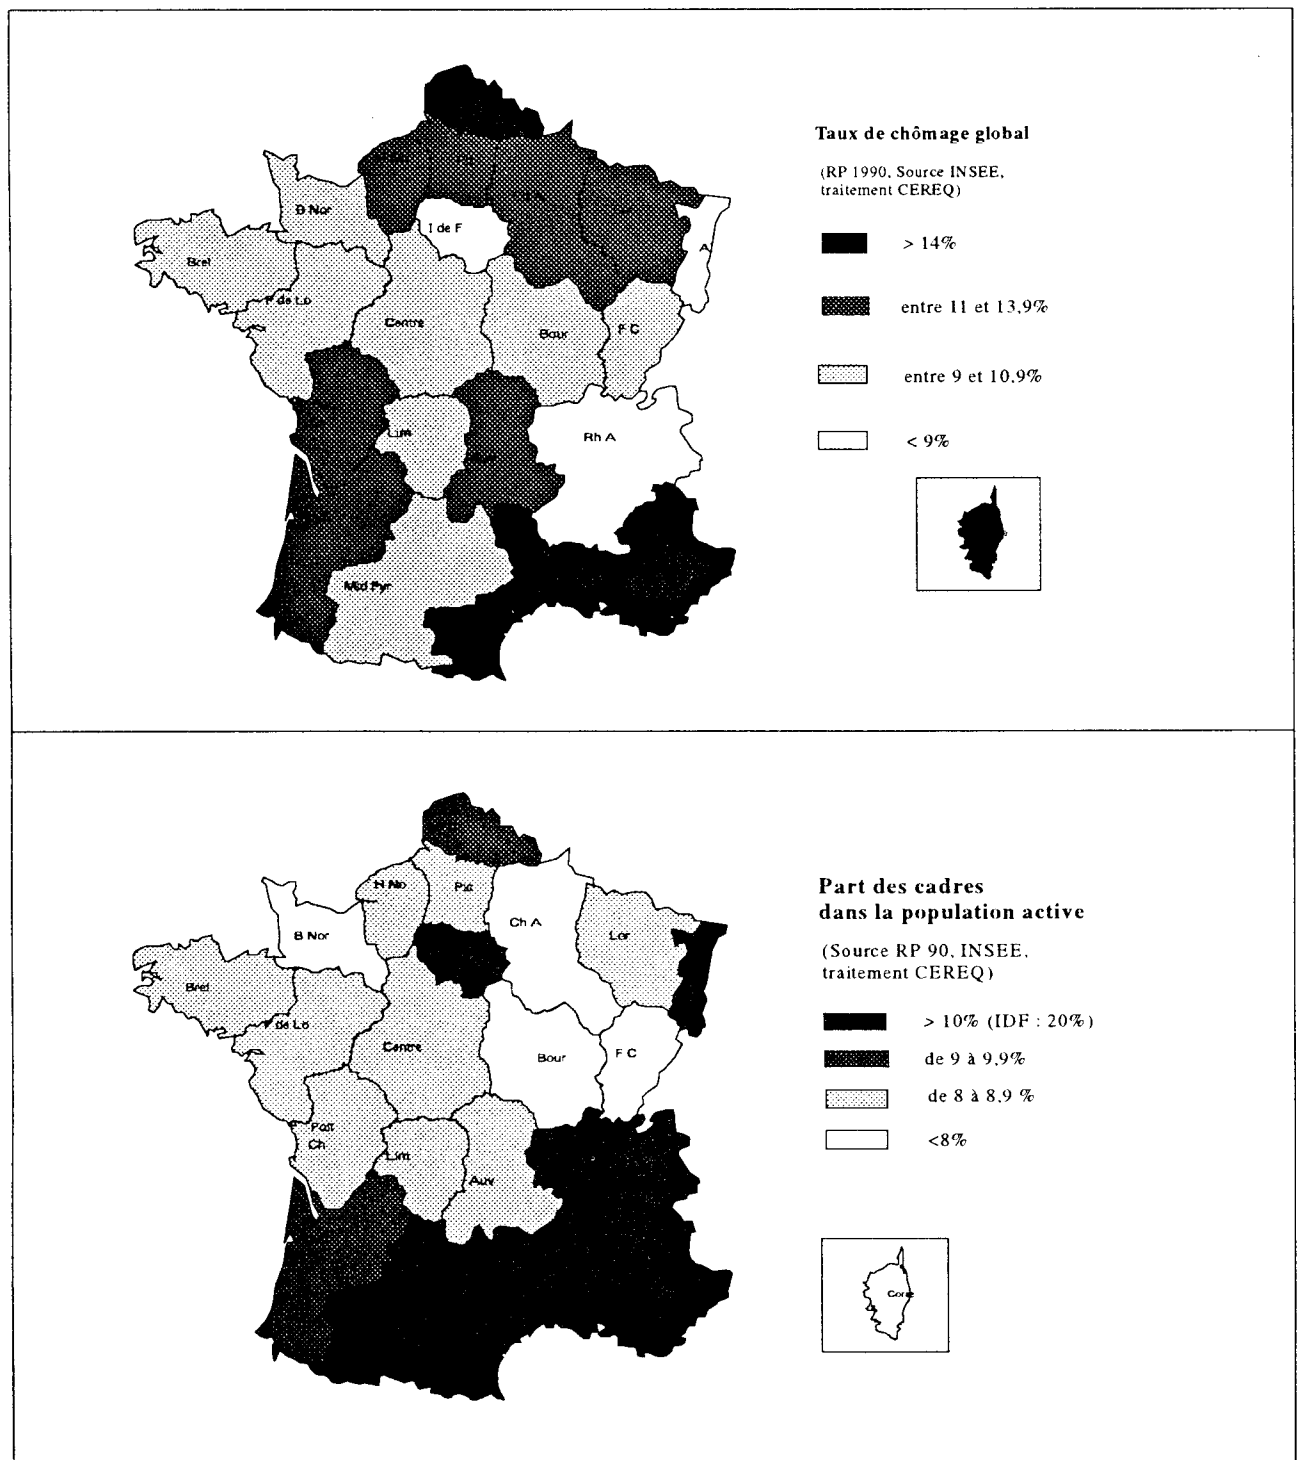 Taux de chômage global
(RP 1990, Source INSEE,
traitement CEREQ)
> 14%
entre 11 et 13,9%
entre 9 et 10,9%
< 9%
B Nor
I de F
A
Bret
P de Lo
Centre
Bour
F C
Lim
Rh A
A
Mid Pyr
Part des cadres
dans la population active
(Source RP 90, INSEE,
traitement CEREQ)
> 10% (IDF : 20%)
de 9 à 9,9%
de 8 à 8,9 %
<8%
H No
Pic
Ch A
Lor
B Nor
Bret
P de Lo
Centre
Bour
F C
Poit
Ch
Lim
Auv
A
Corse